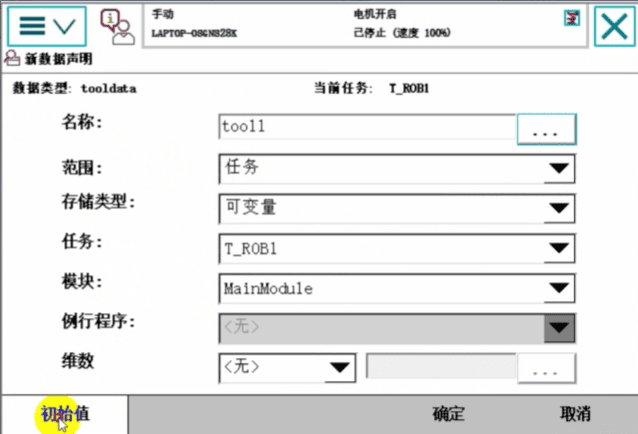 手动 电机开启
LAPTOP-OSGNS28K 己停止 (速度 100%)
新数据声明
数据类型: tooldata 当前任务: T_ROB1
名称: tool1 ...
范围: 任务
存储类型: 可变量
任务: T_ROB1
模块: MainModule
例行程序: <无>
维数 <无> ...
初始值 确定 取消